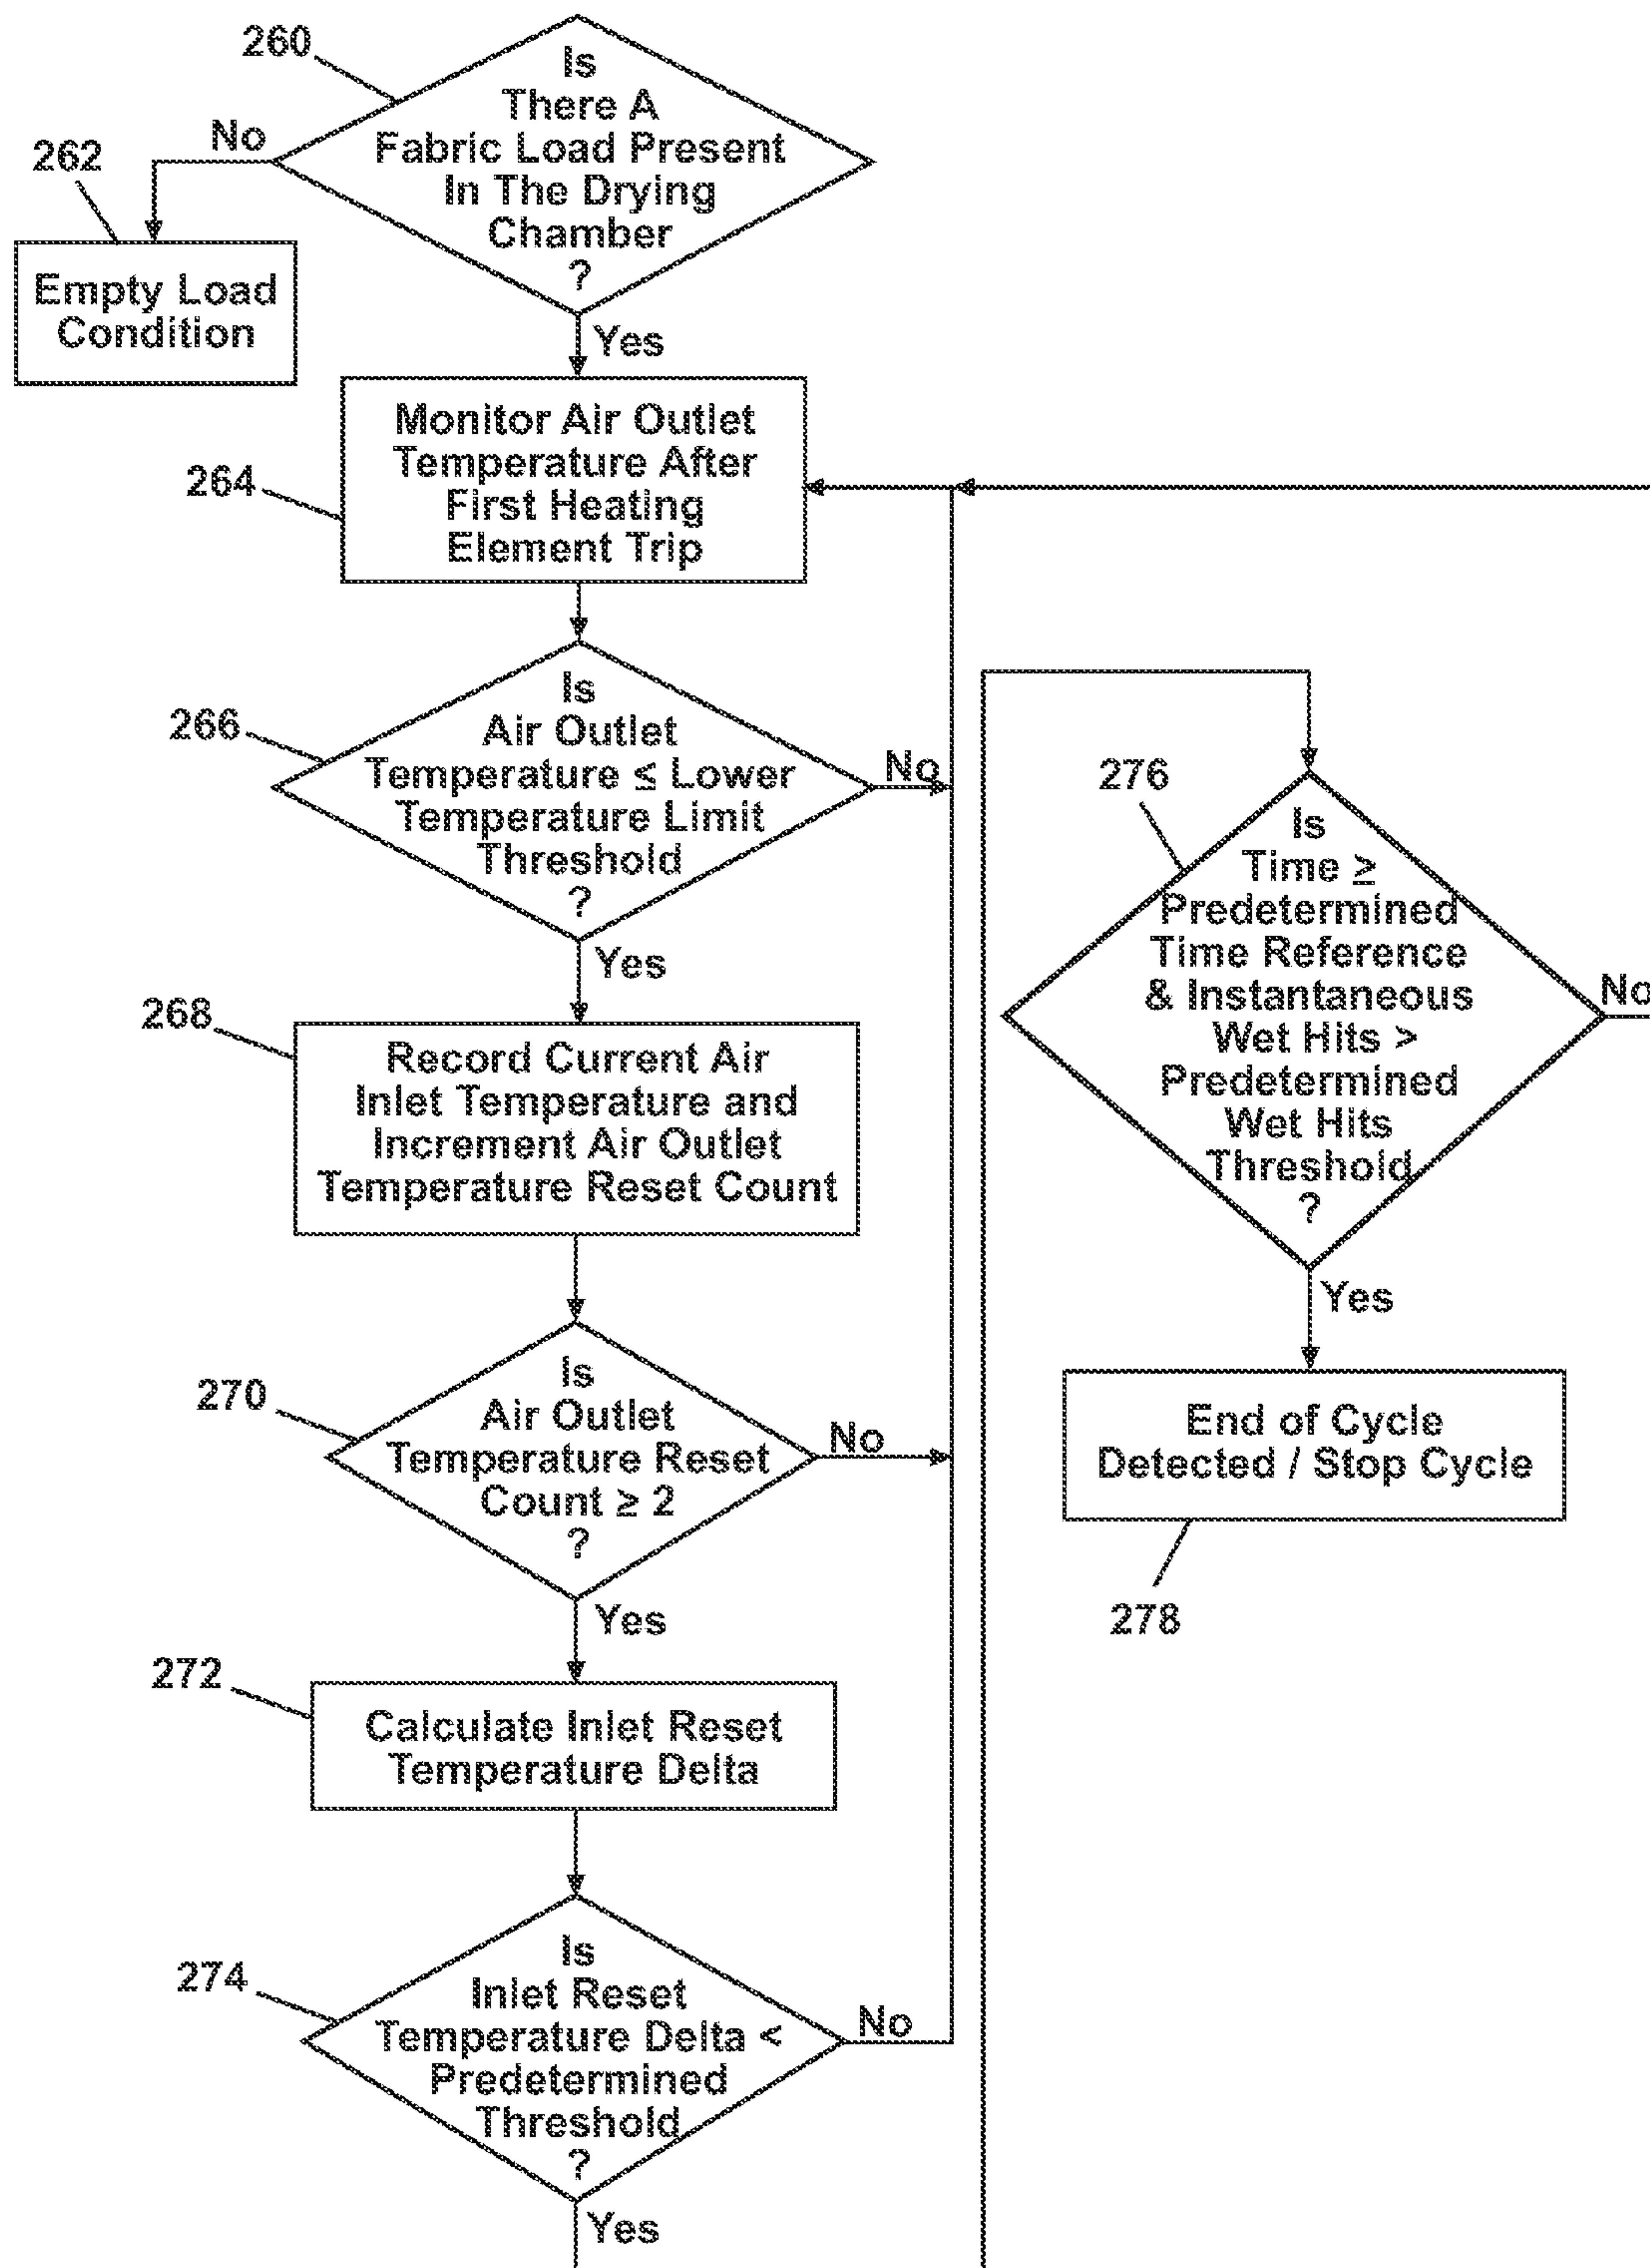 260
Is
There A
Fabric Load Present
In The Drying
Chamber
?
No
262
Empty Load
Condition
Yes
Monitor Air Outlet
Temperature After
First Heating
Element Trip
264
Is
Air Outlet
Temperature ≤ Lower
Temperature Limit
Threshold
?
266
No
Yes
268
Record Current Air
Inlet Temperature and
Increment Air Outlet
Temperature Reset Count
270
Is
Air Outlet
Temperature Reset
Count ≥ 2
?
No
Yes
272
Calculate Inlet Reset
Temperature Delta
274
Is
Inlet Reset
Temperature Delta <
Predetermined
Threshold
?
No
Yes
276
Is
Time ≥
Predetermined
Time Reference
& Instantaneous
Wet Hits >
Predetermined
Wet Hits
Threshold
?
No
Yes
End of Cycle
Detected / Stop Cycle
278